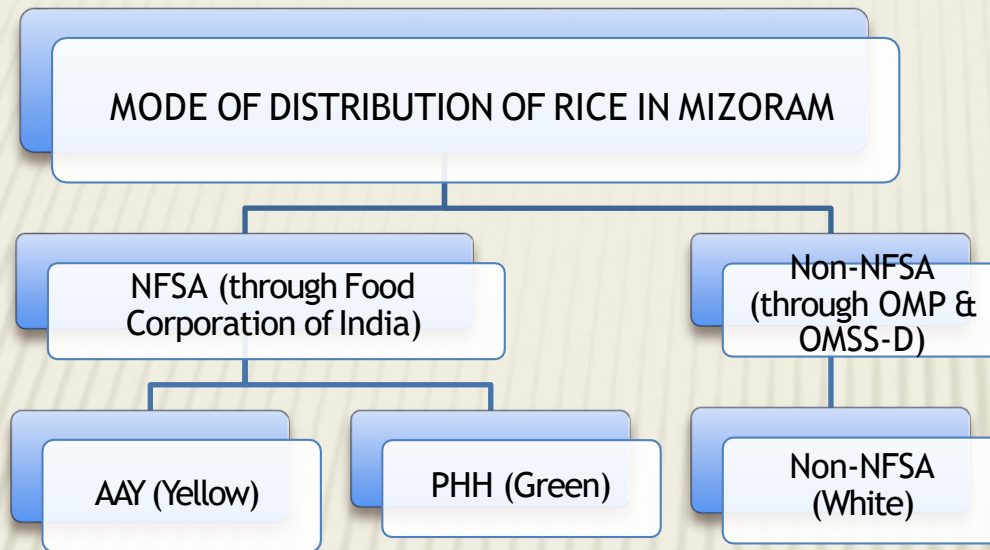 MODE OF DISTRIBUTION OF RICE IN MIZORAM
NFSA (through Food
Corporation of India)
Non-NFSA
(through OMP &
OMSS-D)
AAY (Yellow)
PHH (Green)
Non-NFSA
(White)